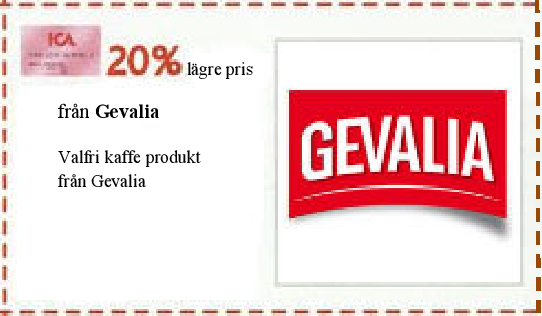 ICA
20% lägre pris
från Gevalia
Valfri kaffe produkt
från Gevalia
GEVALIA